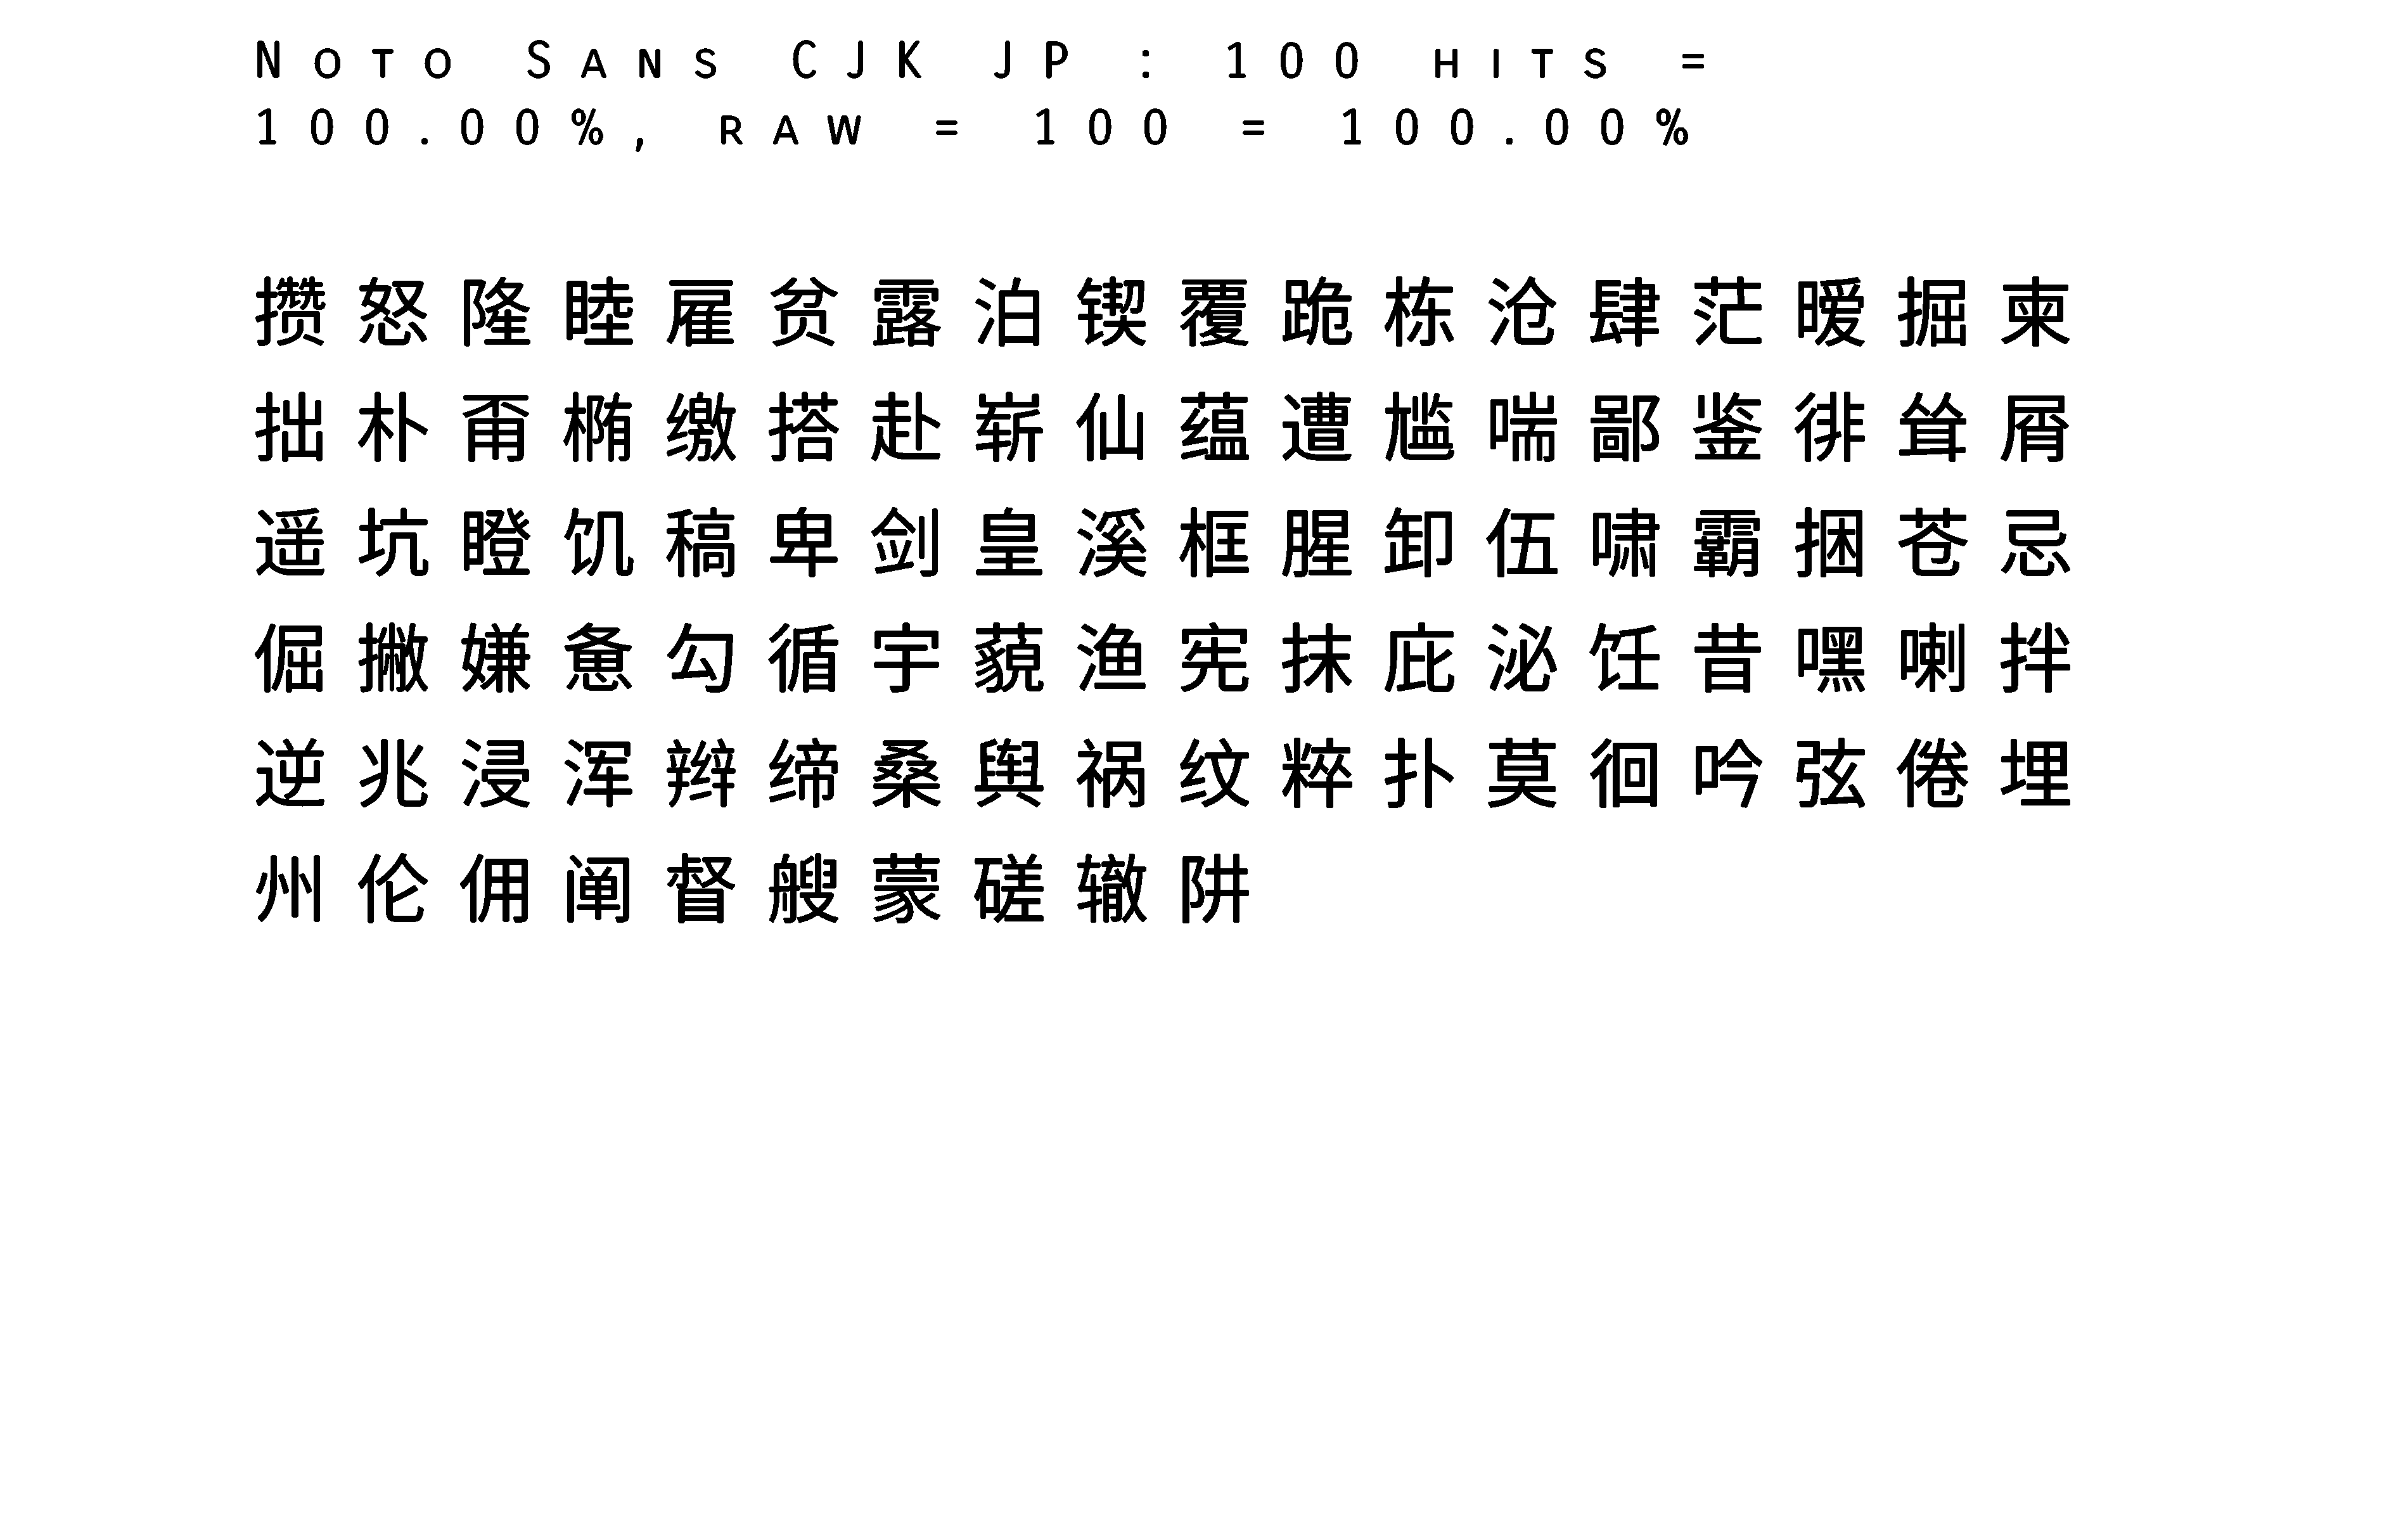 Noto Sans CJK JP : 100 hits =
100.00%, raw = 100 = 100.00%
攒怒隆睦雇贫露泊锲覆跪栋沧肆茫暧掘柬
拙朴甭椭缴搭赴崭仙蕴遭尴喘鄙鉴徘耸屑
遥坑瞪饥稿卑剑皇溪框腥卸伍啸霸捆苍忌
倔撇嫌惫勾循宇藐渔宪抹庇泌饪昔嘿喇拌
逆兆浸浑辫缔桑舆祸纹粹扑莫徊吟弦倦埋
州伦佣阐督艘蒙磋辙阱